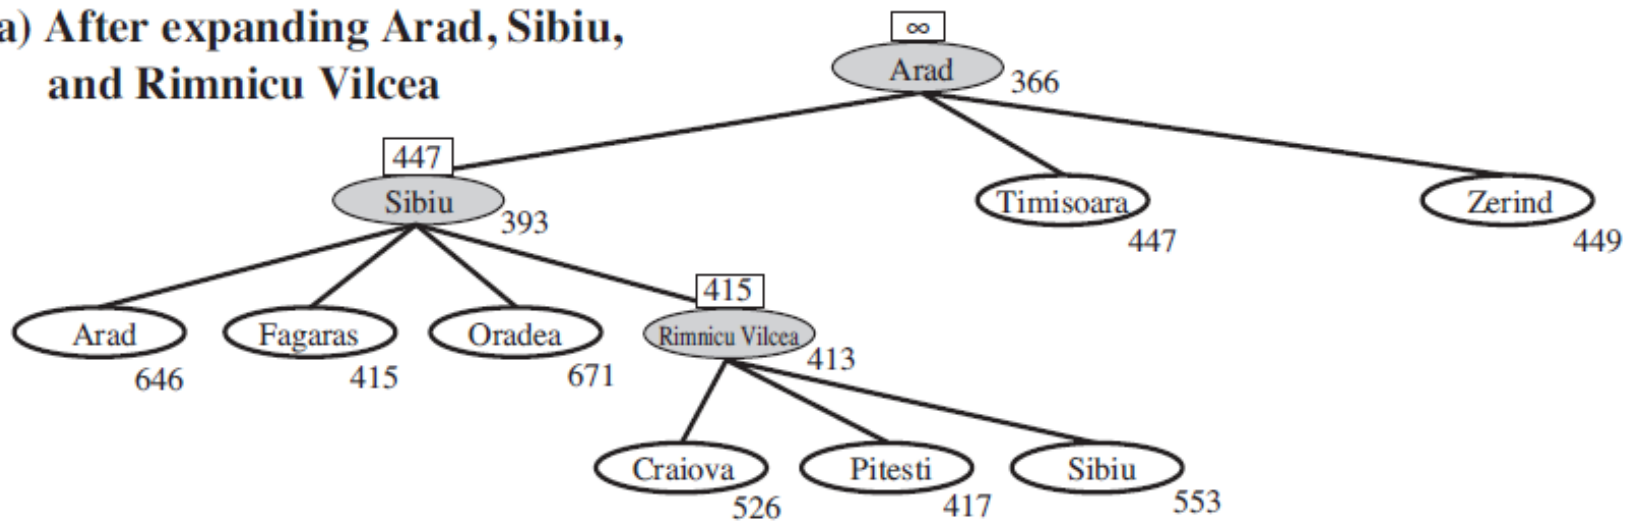 a) After expanding Arad, Sibiu,
and Rimnicu Vilcea
∞
Arad
366
447
Sibiu
393
Timisoara
447
Zerind
449
Arad
646
Fagaras
415
Oradea
671
415
Rimnicu Vilcea
413
Craiova
526
Pitesti
417
Sibiu
553